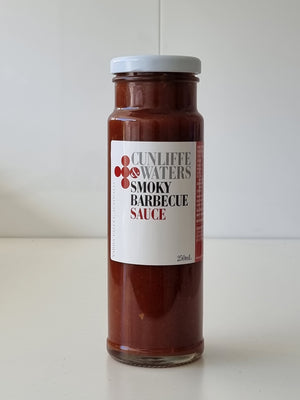 CUNLIFFE
& WATERS
SMOKY
BARBECUE
SAUCE
250mL